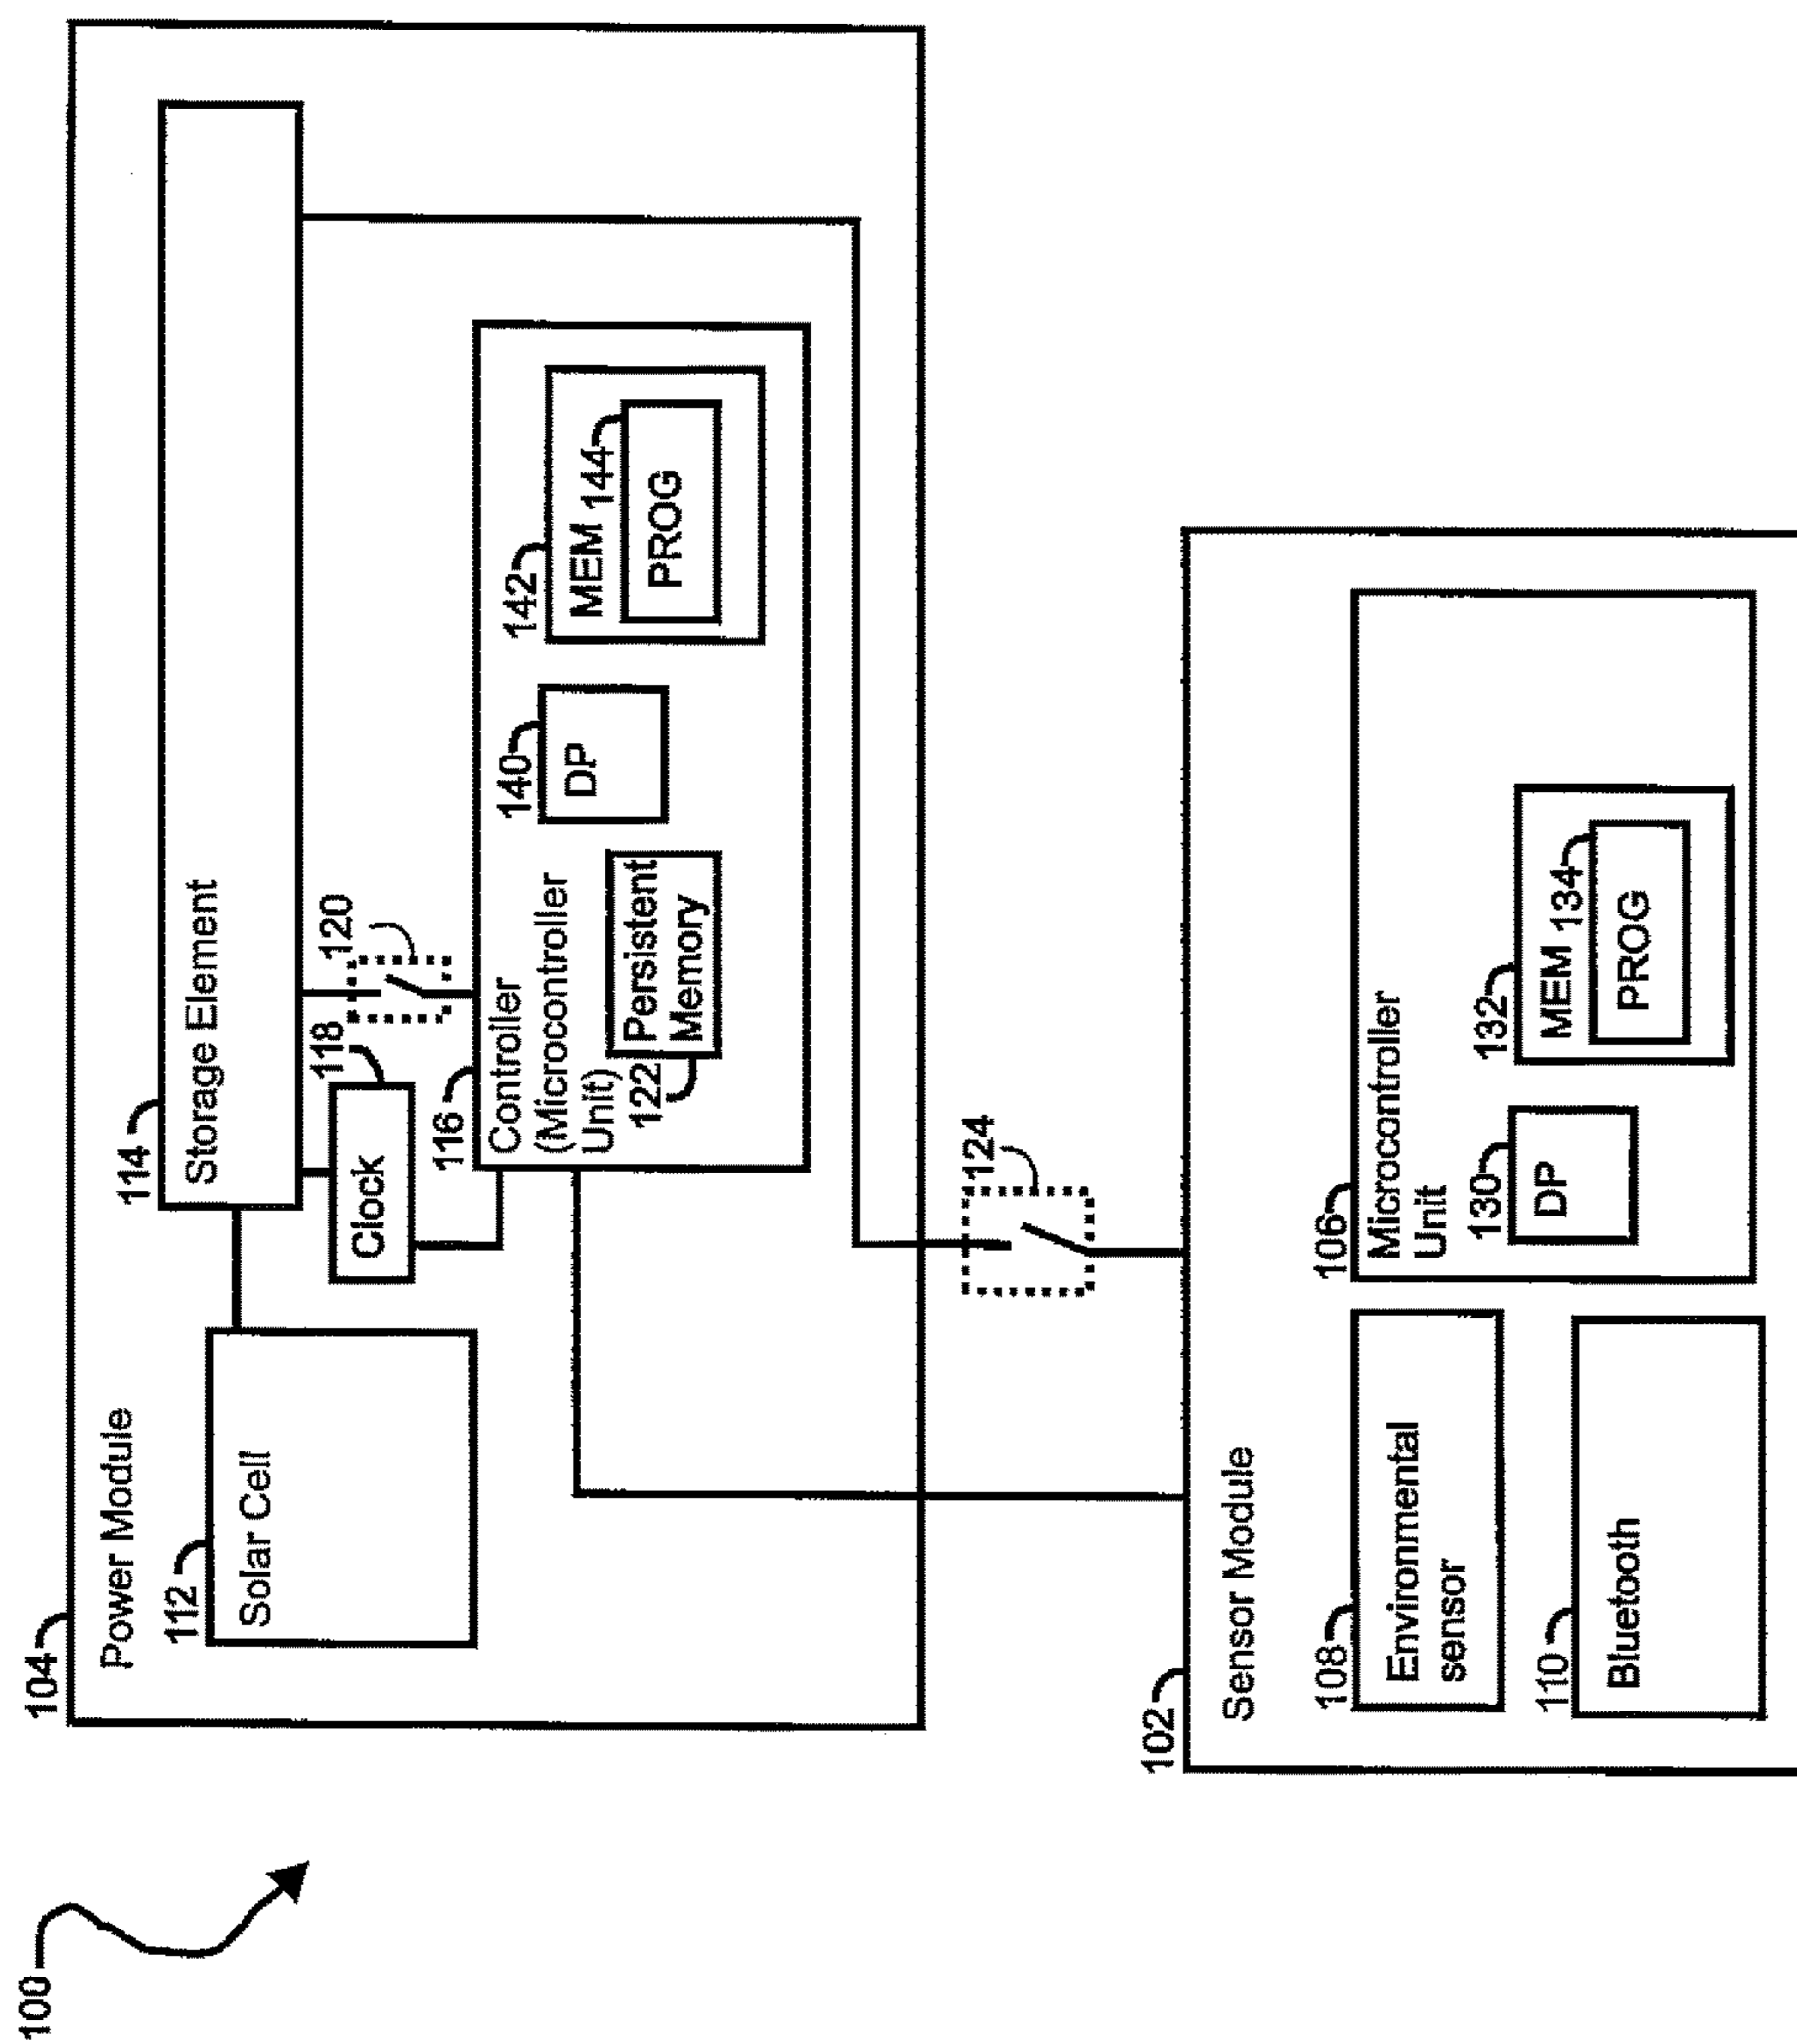 100
104
Power Module
112
Solar Cell
114
Storage Element
118
Clock
120
116
Controller
(Microcontroller
Unit)
122
Persistent
Memory
140
DP
142
MEM
144
PROG
124
102
Sensor Module
108
Environmental
sensor
110
Bluetooth
106
Microcontroller
Unit
130
DP
132
MEM
134
PROG